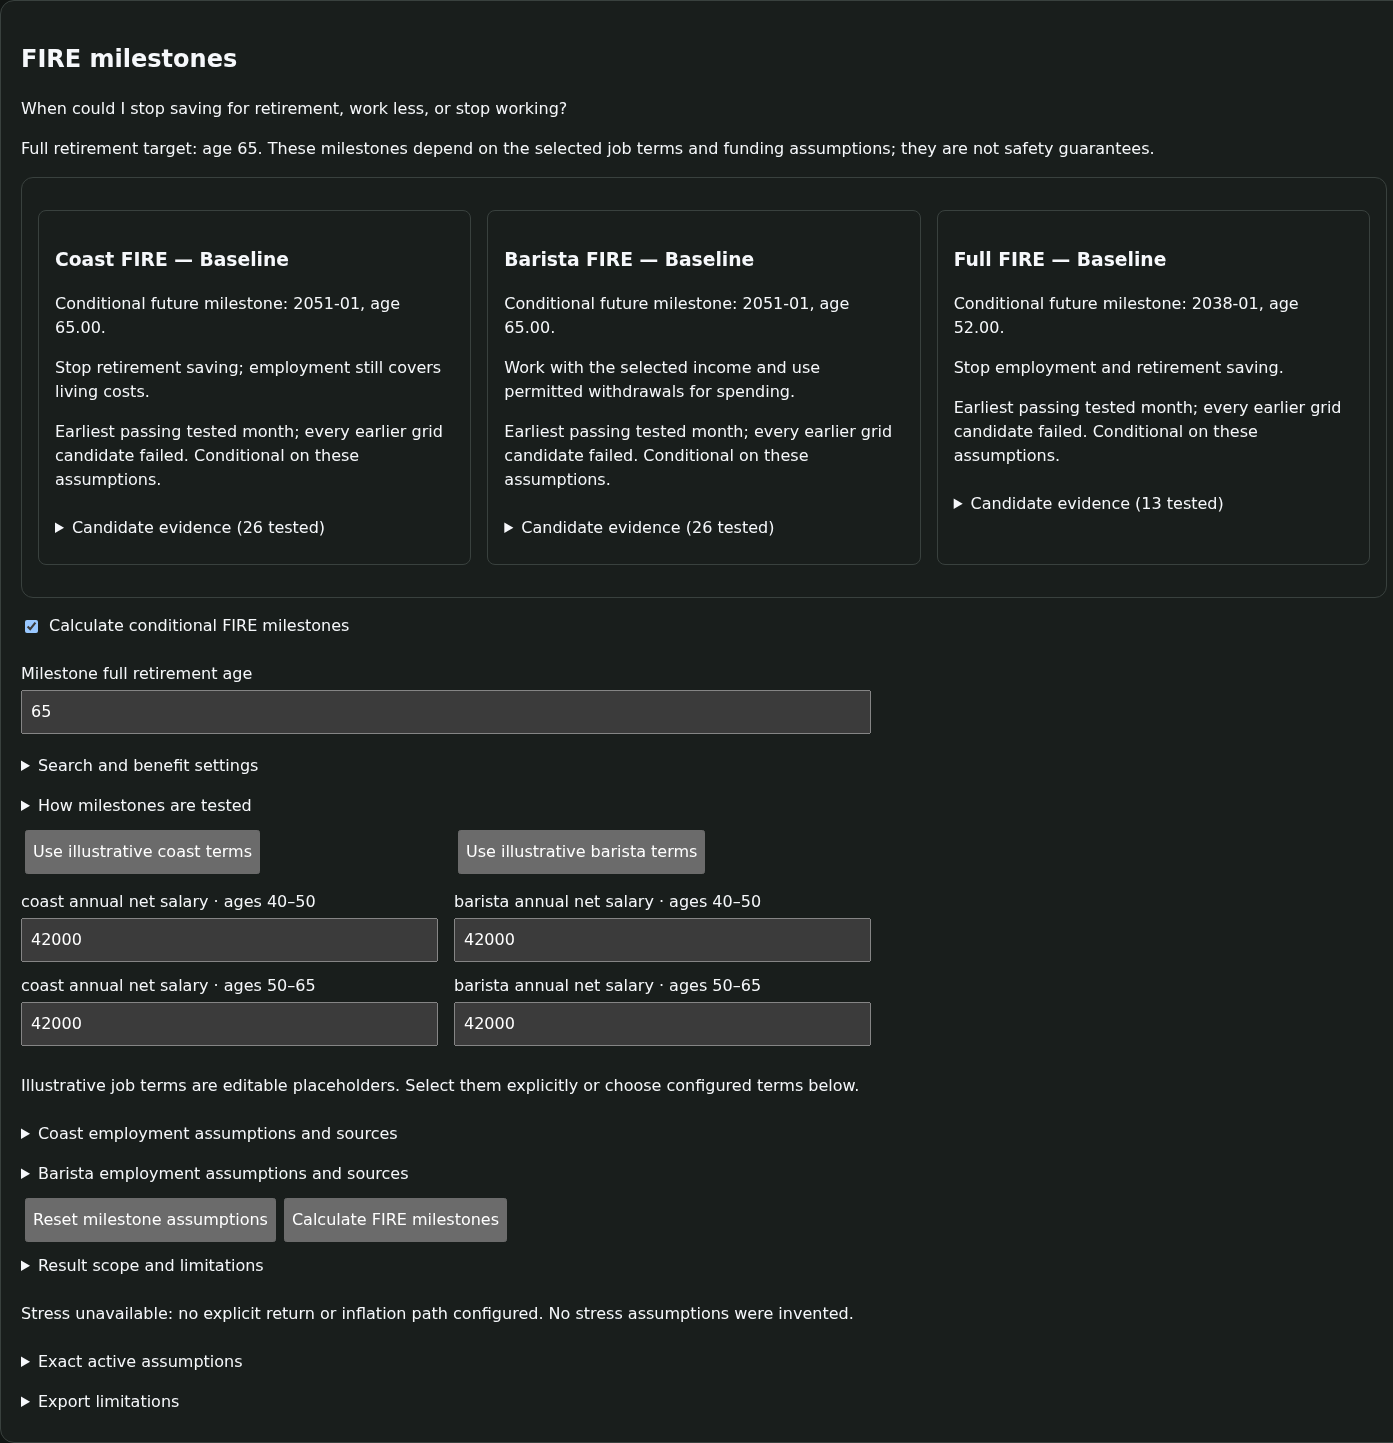 FIRE milestones
When could I stop saving for retirement, work less, or stop working?
Full retirement target: age 65. These milestones depend on the selected job terms and funding assumptions; they are not safety guarantees.
Coast FIRE — Baseline
Conditional future milestone: 2051-01, age
65.00.
Stop retirement saving; employment still covers
living costs.
Earliest passing tested month; every earlier grid
candidate failed. Conditional on these
assumptions.
▶ Candidate evidence (26 tested)
Barista FIRE — Baseline
Conditional future milestone: 2051-01, age
65.00.
Work with the selected income and use
permitted withdrawals for spending.
Earliest passing tested month; every earlier grid
candidate failed. Conditional on these
assumptions.
▶ Candidate evidence (26 tested)
Full FIRE — Baseline
Conditional future milestone: 2038-01, age
52.00.
Stop employment and retirement saving.
Earliest passing tested month; every earlier grid
candidate failed. Conditional on these
assumptions.
▶ Candidate evidence (13 tested)
Calculate conditional FIRE milestones
Milestone full retirement age
65
▶ Search and benefit settings
▶ How milestones are tested
Use illustrative coast terms
Use illustrative barista terms
coast annual net salary · ages 40–50
barista annual net salary · ages 40–50
42000
42000
coast annual net salary · ages 50–65
barista annual net salary · ages 50–65
42000
42000
Illustrative job terms are editable placeholders. Select them explicitly or choose configured terms below.
▶ Coast employment assumptions and sources
▶ Barista employment assumptions and sources
Reset milestone assumptions
Calculate FIRE milestones
▶ Result scope and limitations
Stress unavailable: no explicit return or inflation path configured. No stress assumptions were invented.
▶ Exact active assumptions
▶ Export limitations